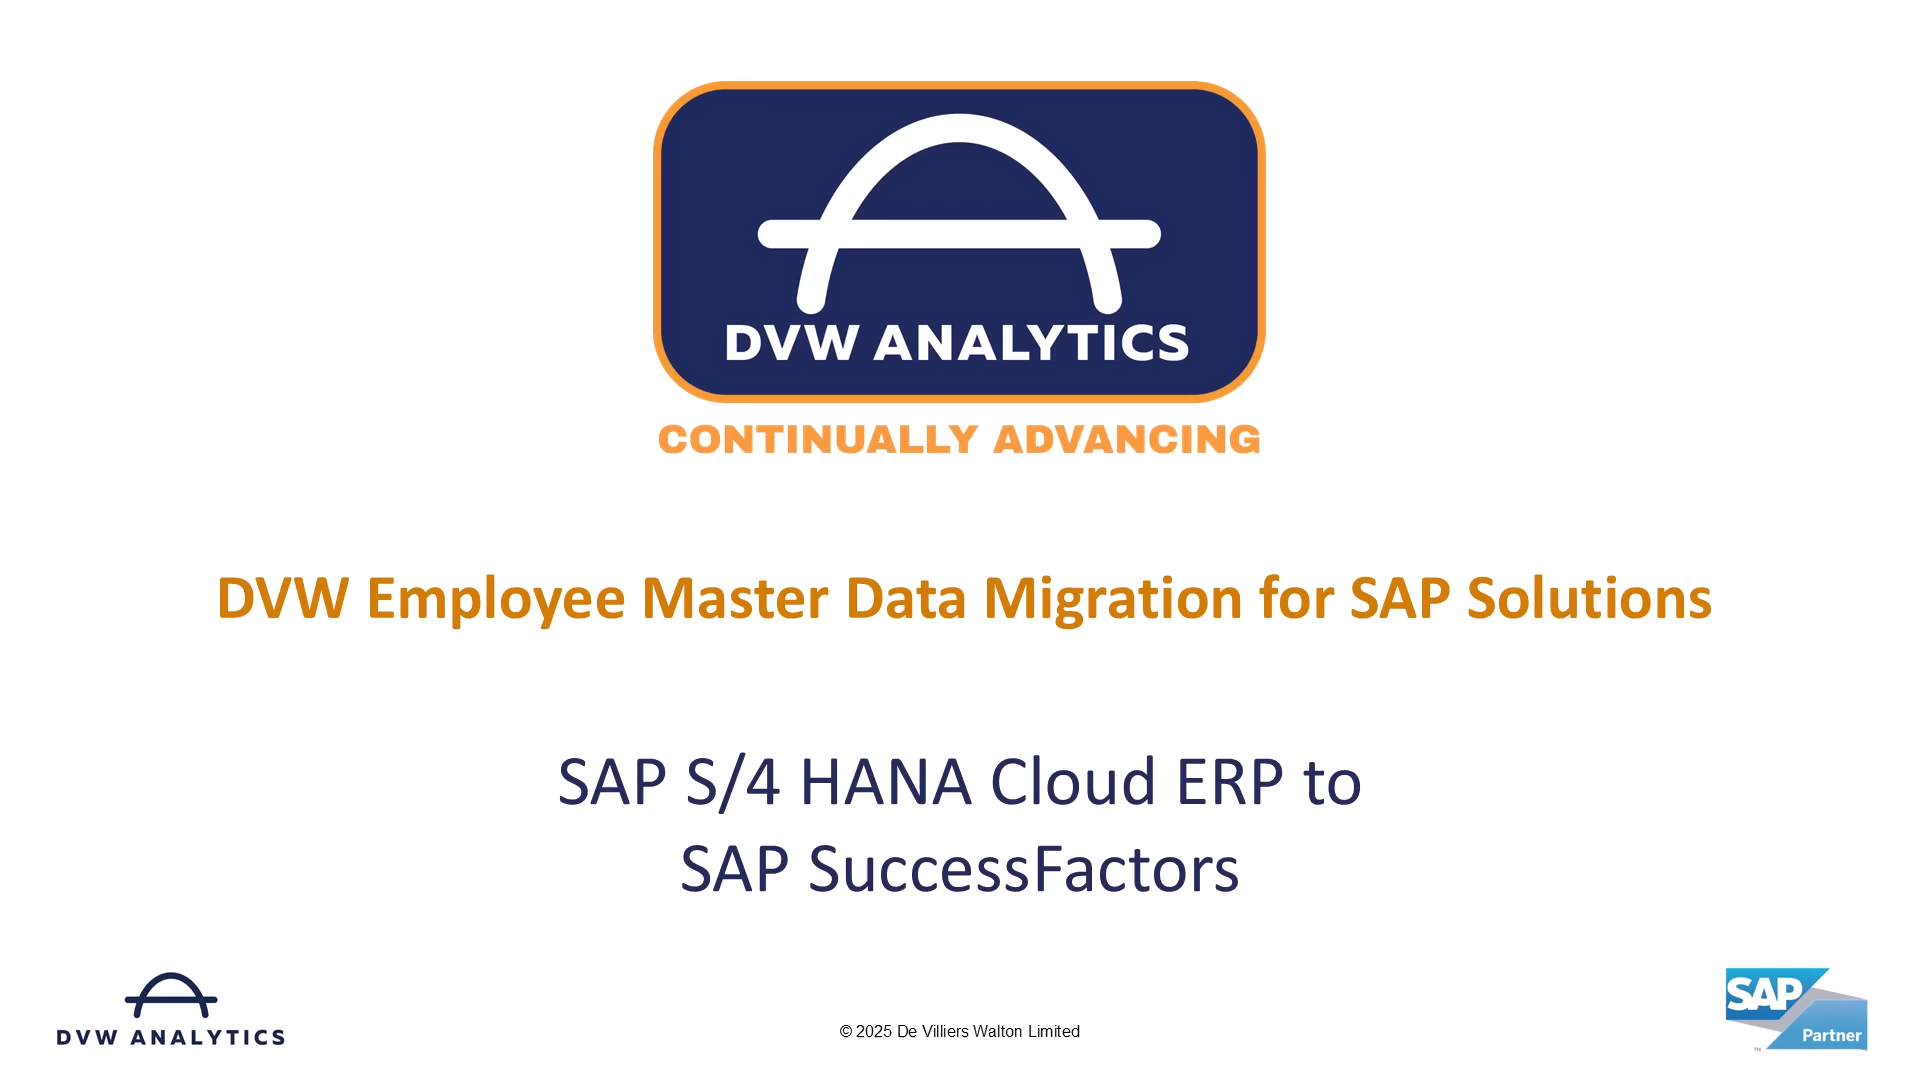 DVW ANALYTICS
CONTINUALLY ADVANCING
DVW Employee Master Data Migration for SAP Solutions
SAP S/4 HANA Cloud ERP to
SAP SuccessFactors
DVW ANALYTICS
© 2025 De Villiers Walton Limited
SAP
Partner
™